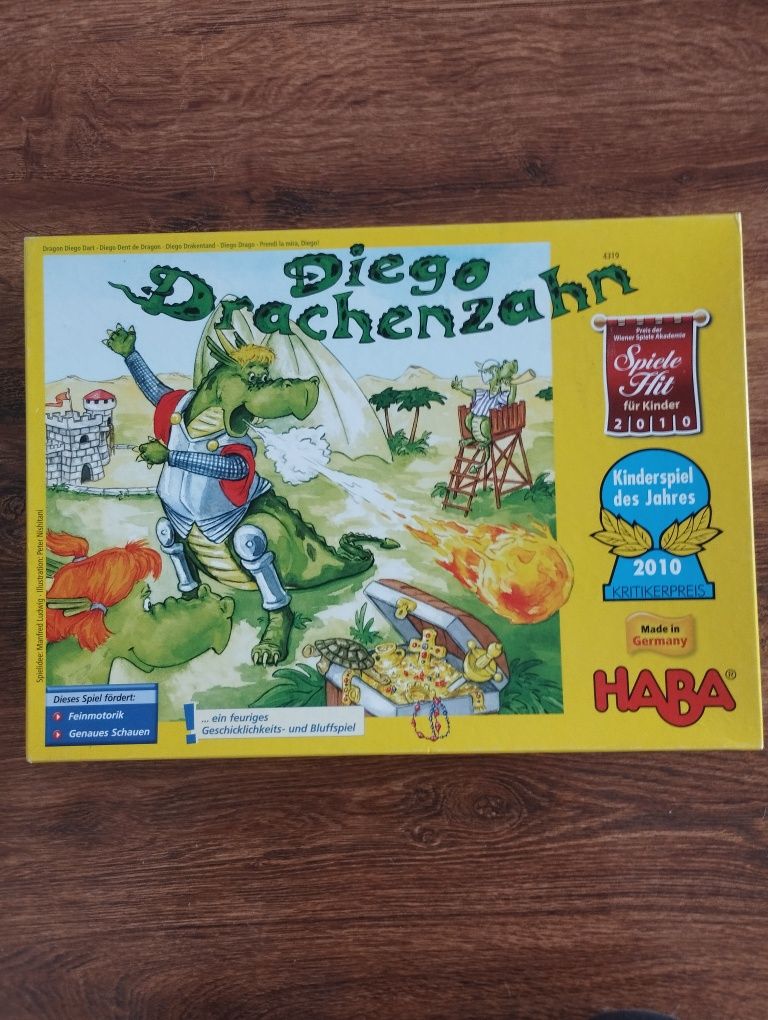 Dragon Diego Dart - Diego Dent de Dragon - Diego Drakentand - Diego Drago - Prendi la mira, Diego!
4319
Diego
Drachenzahn
Preis der
Wiener Spiele Akademie
Spiele
Hit
für Kinder
2010
Kinderspiel
des Jahres
2010
KRITIKERPREIS
Made in
Germany
HABA®
Spielidee: Manfred Ludwig - Illustration: Peter Nishitani
Dieses Spiel fördert:
Feinmotorik
Genaues Schauen
! ... ein feuriges
Geschicklichkeits- und Bluffspiel